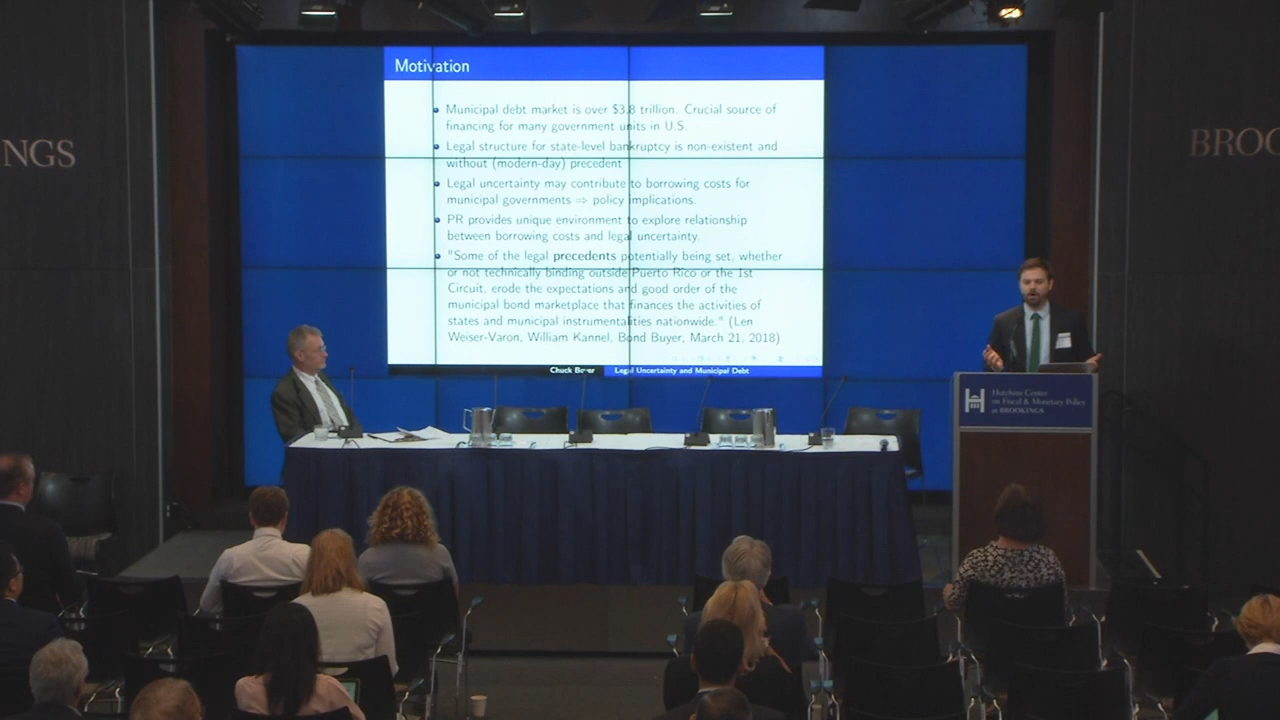 Motivation
Municipal debt market is over $3.8 trillion. Crucial source of
financing for many government units in U.S.
Legal structure for state-level bankruptcy is non-existent and
without (modern-day) precedent
Legal uncertainty may contribute to borrowing costs for
municipal governments ⇒ policy implications.
PR provides unique environment to explore relationship
between borrowing costs and legal uncertainty.
"Some of the legal precedents potentially being set, whether
or not technically binding outside Puerto Rico or the 1st
Circuit, erode the expectations and good order of the
municipal bond marketplace that finances the activities of
states and municipal instrumentalities nationwide." (Len
Weiser-Varon, William Kannel, Bond Buyer, March 21, 2018)
Chuck Boyer Legal Uncertainty and Municipal Debt
NGS
BROO
Hutchins Center
on Fiscal & Monetary Policy
at BROOKINGS